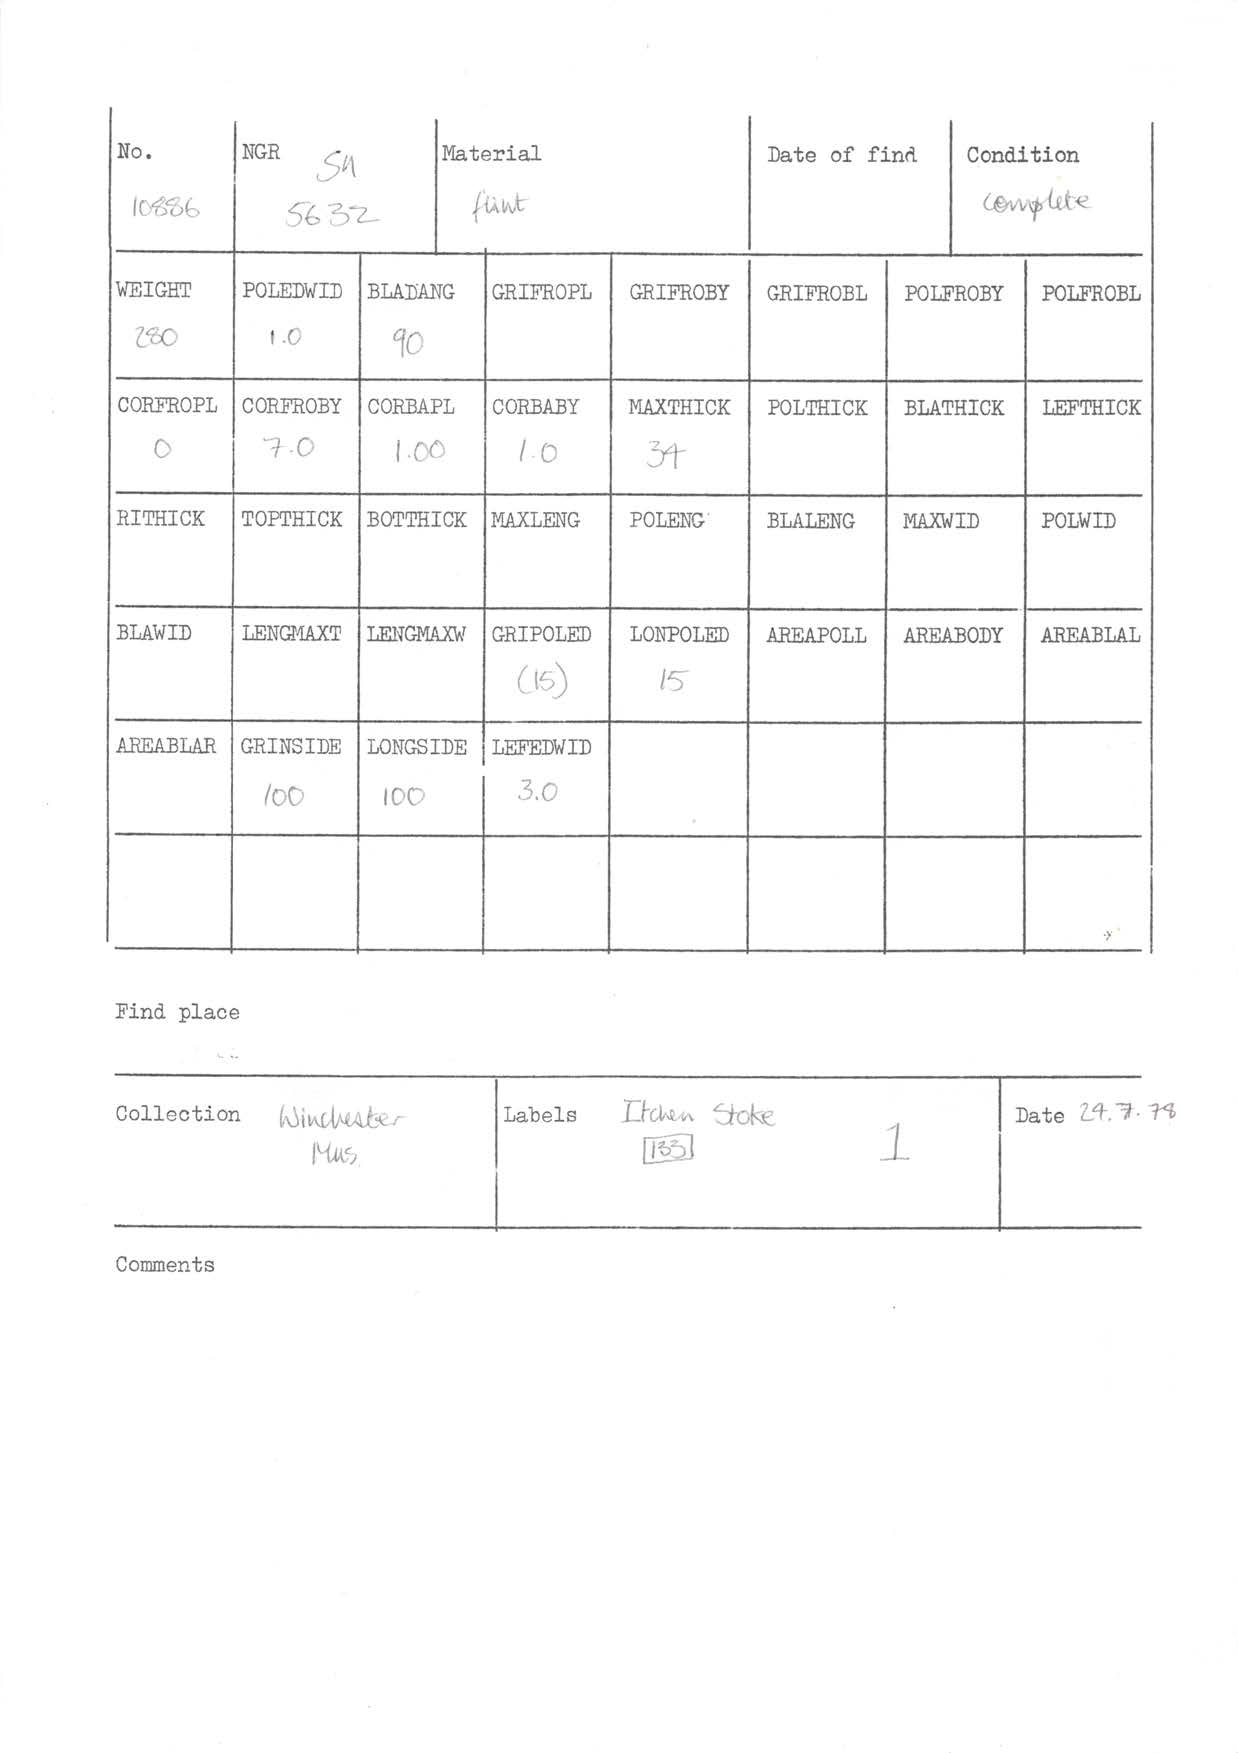 No. NGR SU Material Date of find Condition
10886 5632 flint complete
WEIGHT POLEDWID BLADANG GRIFROPL GRIFROBY GRIFROBL POLFROBY POLFROBL
280 1.0 90
CORFROPL CORFROBY CORBAPL CORBABY MAXTHICK POLTHICK BLATHICK LEFTHICK
0 7.0 1.00 1.0 34
RITHICK TOPTHICK BOTTHICK MAXLENG POLENG BLALENG MAXWID POLWID
BLAWID LENGMAXT LENGMAXW GRIPOLED LONPOLED AREAPOLL AREABODY AREABLAL
(15) 15
AREABLAR GRINSIDE LONGSIDE LEFEDWID
100 100 3.0
Find place
Collection Winchester Labels Itchen Stoke Date 24.7.78
Mus. 133 1
Comments